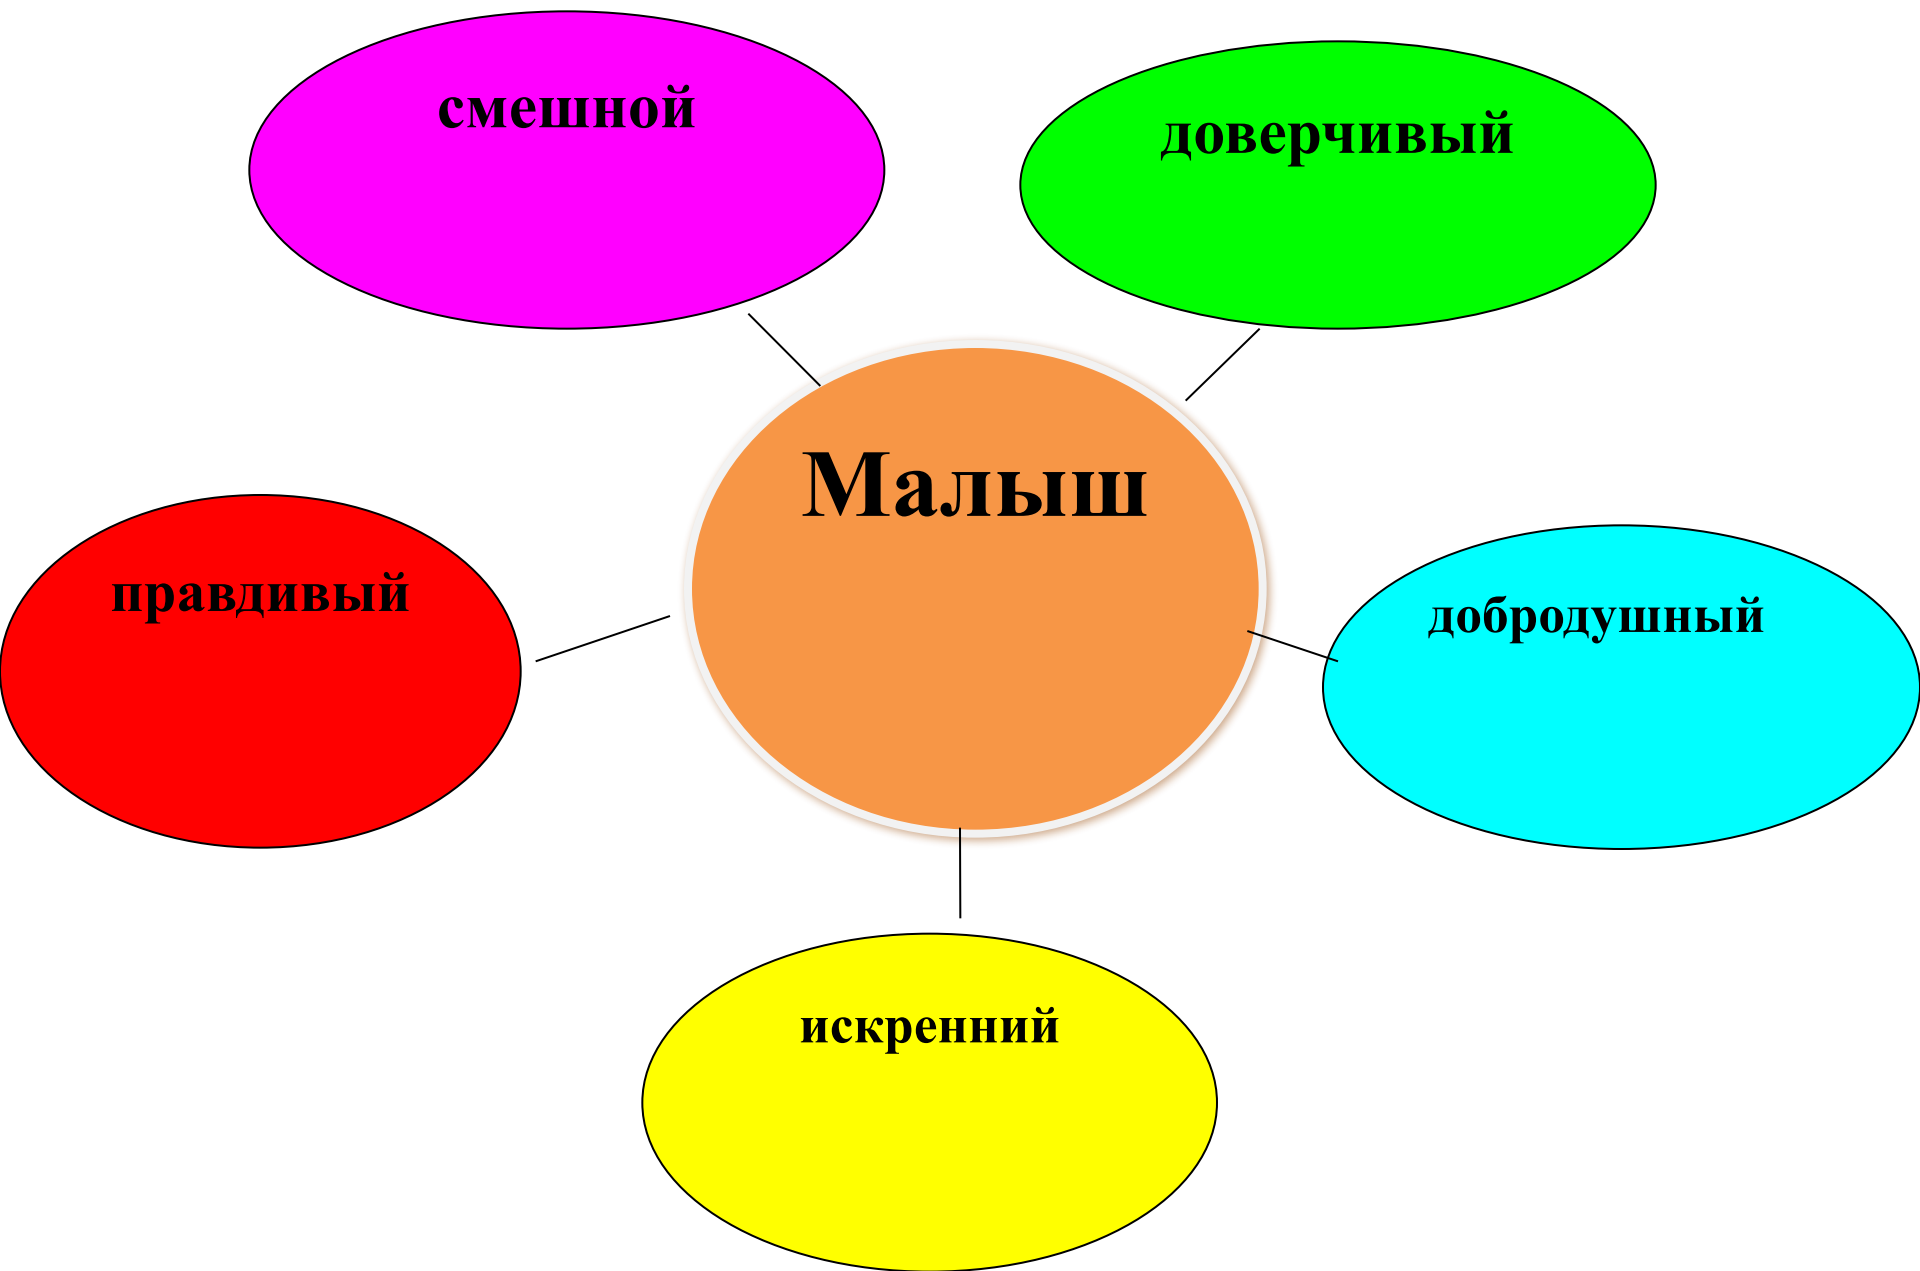 смешной
доверчивый
Малыш
правдивый
добродушный
искренний